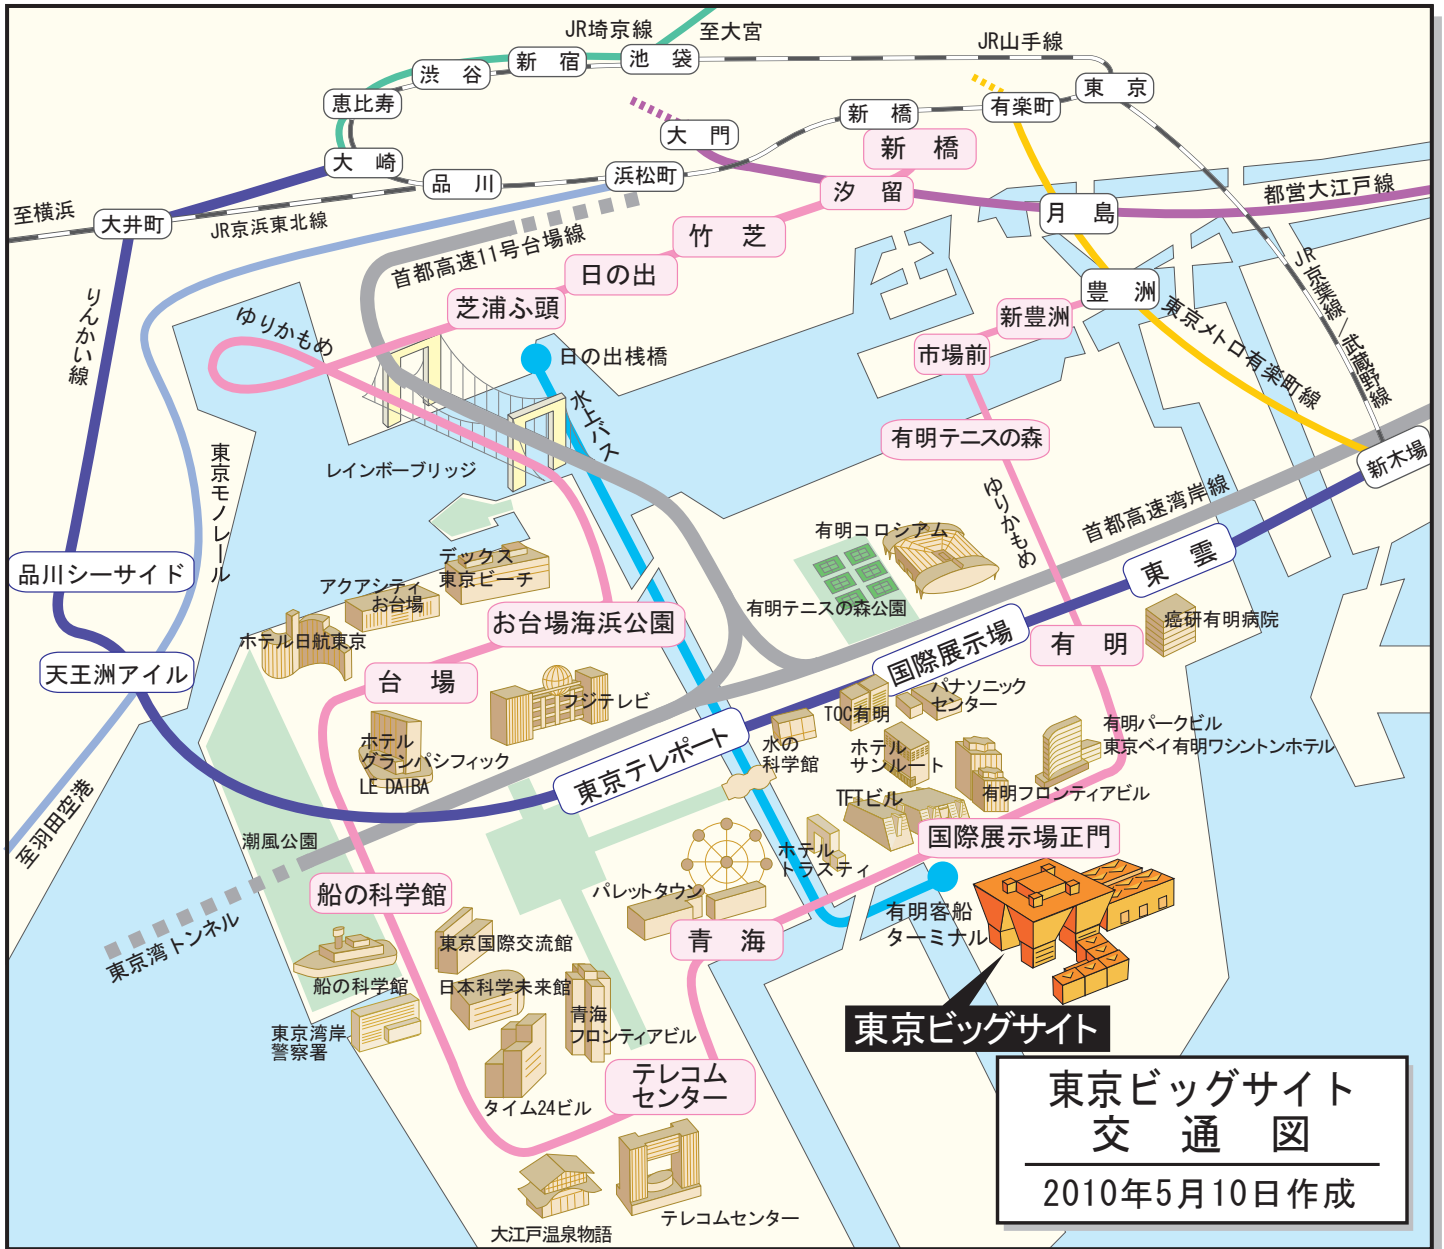 JR埼京線
至大宮
JR山手線
渋谷
新宿
池袋
東京
恵比寿
有楽町
新橋
大門
新橋
大崎
浜松町
品川
汐留
都営大江戸線
至横浜
大井町
JR京浜東北線
月島
竹芝
首都高速11号台場線
日の出
JR京葉線/武蔵野線
豊洲
りんかい線
芝浦ふ頭
新豊洲
東京メトロ有楽町線
ゆりかもめ
日の出桟橋
市場前
水上バス
有明テニスの森
新木場
東京モノレール
レインボーブリッジ
ゆりかもめ
首都高速湾岸線
有明コロシアム
デックス
東京ビーチ
品川シーサイド
東雲
アクアシティ
お台場
有明テニスの森公園
お台場海浜公園
癌研有明病院
ホテル日航東京
国際展示場
有明
天王洲アイル
台場
フジテレビ
パナソニック
センター
TOC有明
有明パークビル
東京ベイ有明ワシントンホテル
ホテル
グランパシフィック
LE DAIBA
東京テレポート
水の
科学館
ホテル
サンルート
有明フロンティアビル
TFTビル
至羽田空港
潮風公園
国際展示場正門
ホテル
トラスティ
船の科学館
パレットタウン
有明客船
ターミナル
東京湾トンネル
東京国際交流館
青海
船の科学館
日本科学未来館
東京湾岸
警察署
青海
フロンティアビル
東京ビッグサイト
テレコム
センター
タイム24ビル
大江戸温泉物語
テレコムセンター
東京ビッグサイト
交通図
2010年5月10日作成